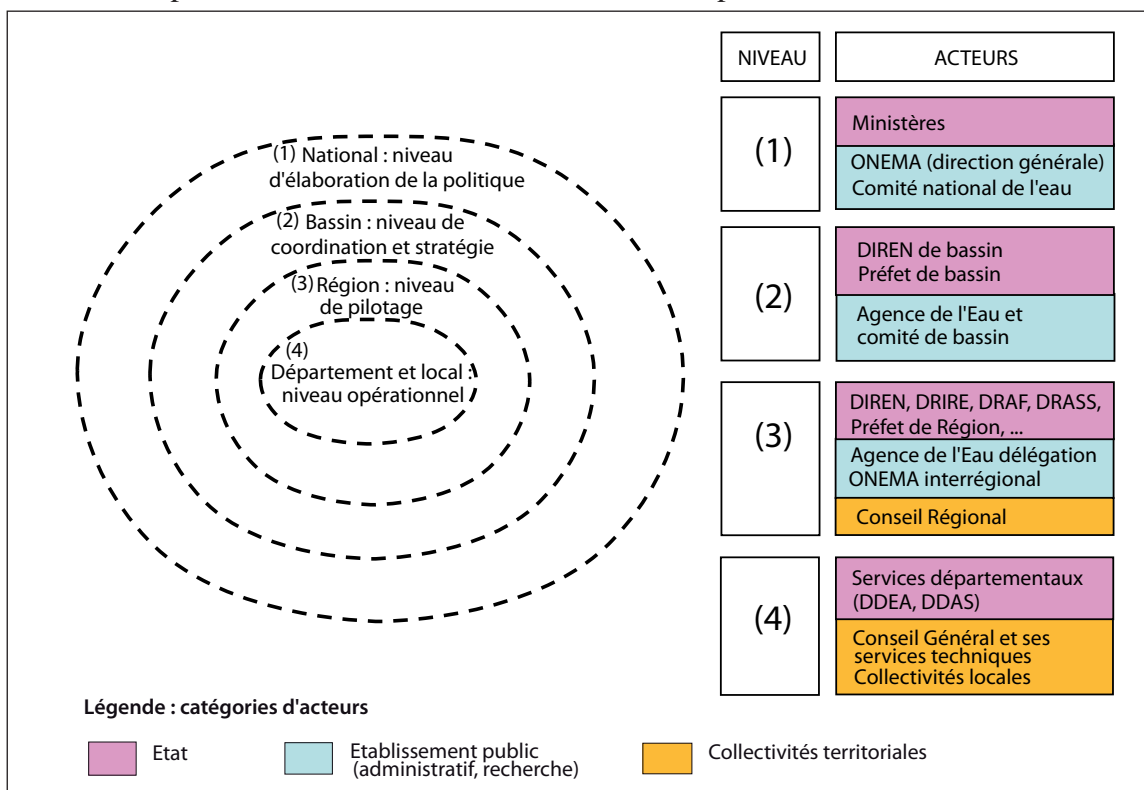 (1) National : niveau
d'élaboration de la politique
(2) Bassin : niveau de
coordination et stratégie
(3) Région : niveau
de pilotage
(4)
Département et local :
niveau opérationnel
NIVEAU
ACTEURS
(1)
Ministères
ONEMA (direction générale)
Comité national de l'eau
(2)
DIREN de bassin
Préfet de bassin
Agence de l'Eau et
comité de bassin
(3)
DIREN, DRIRE, DRAF, DRASS,
Préfet de Région, ...
Agence de l'Eau délégation
ONEMA interrégional
Conseil Régional
(4)
Services départementaux
(DDEA, DDAS)
Conseil Général et ses
services techniques
Collectivités locales
Légende : catégories d'acteurs
Etat
Etablissement public
(administratif, recherche)
Collectivités territoriales